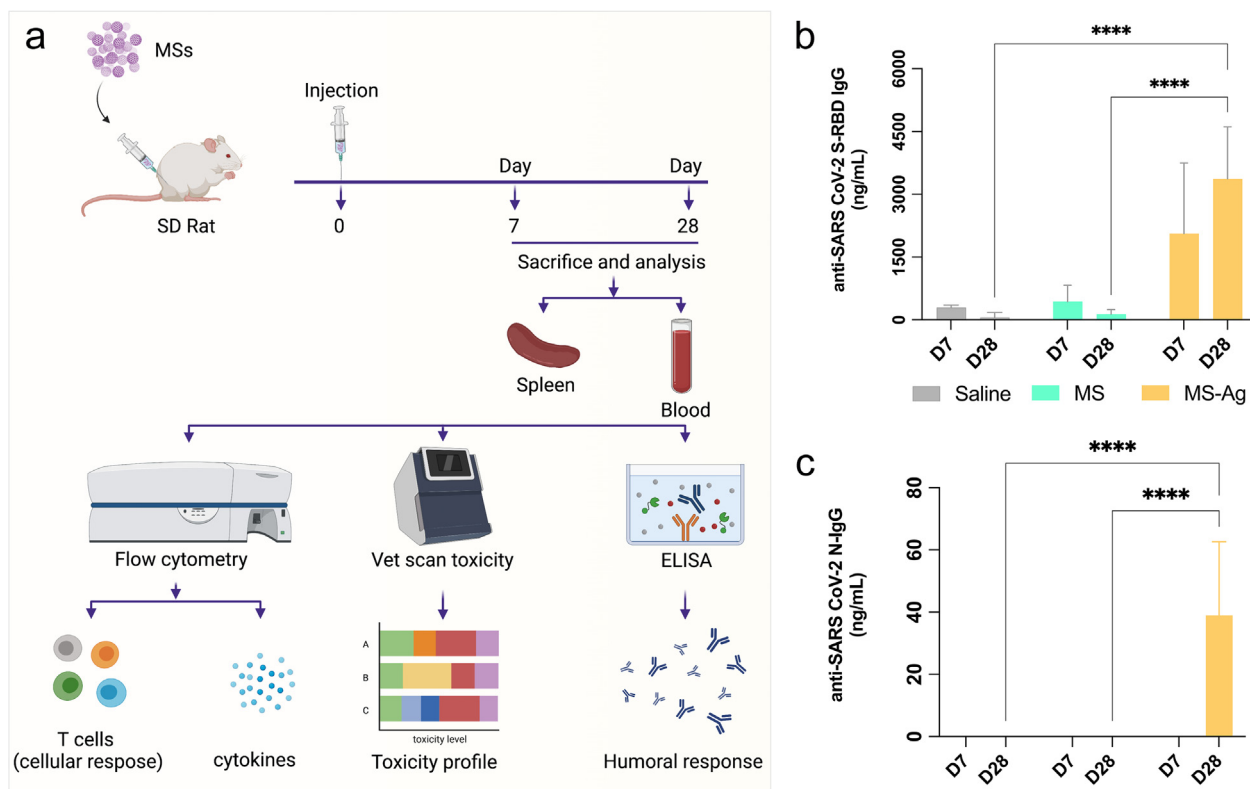 a
MSs
Injection
Day
Day
SD Rat
0
7
28
Sacrifice and analysis
Spleen
Blood
Flow cytometry
Vet scan toxicity
ELISA
A
B
C
toxicity level
T cells
(cellular respose)
cytokines
Toxicity profile
Humoral response
b
****
****
anti-SARS CoV-2 S-RBD IgG
(ng/mL)
6000
4500
3000
1500
0
D7
D28
D7
D28
D7
D28
Saline
MS
MS-Ag
c
****
****
anti-SARS CoV-2 N-IgG
(ng/mL)
80
60
40
20
0
D7
D28
D7
D28
D7
D28